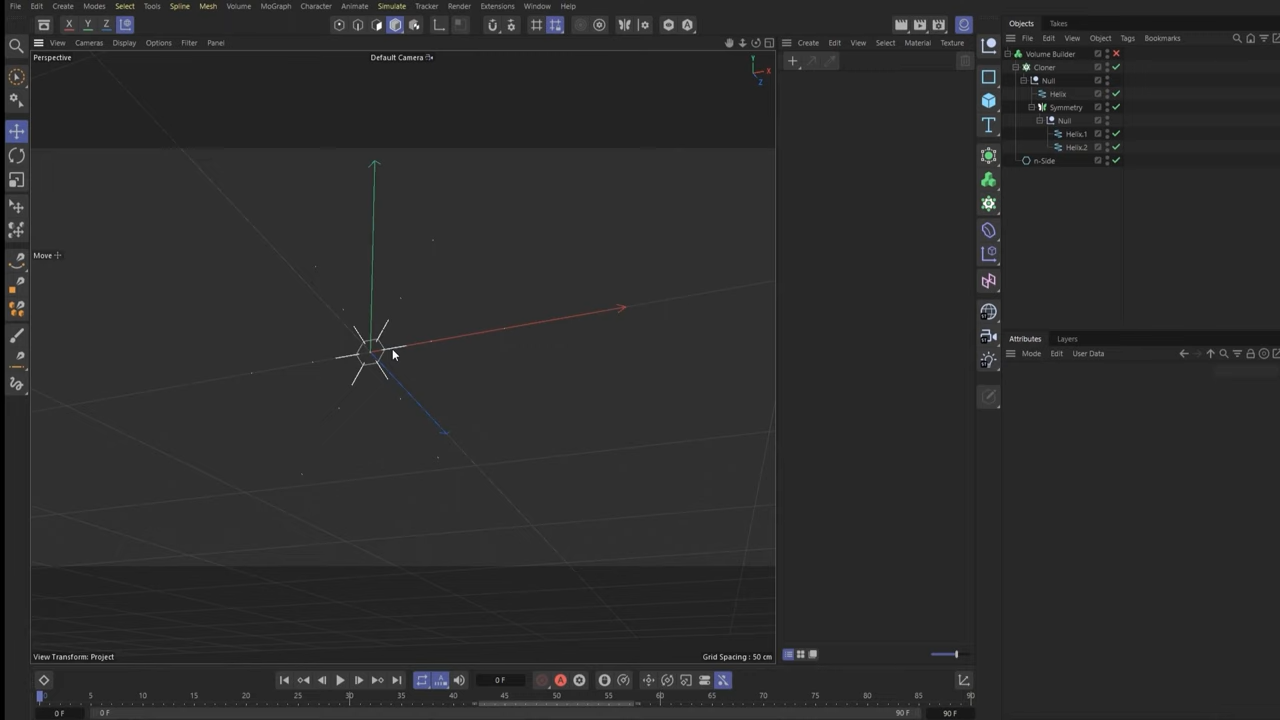 File Edit Create Modes Select Tools Spline Mesh Volume MoGraph Character Animate Simulate Tracker Render Extensions Window Help
X Y Z
Objects Takes
View Cameras Display Options Filter Panel
Create Edit View Select Material Texture
File Edit View Object Tags Bookmarks
Perspective
Default Camera
Y
X
Z
Volume Builder
Cloner
Null
Helix
Symmetry
Null
Helix.1
Helix.2
n-Side
T
Move
Attributes Layers
Mode Edit User Data
View Transform: Project
Grid Spacing : 50 cm
0 F
A
0 5 10 15 20 25 30 35 40 45 50 55 60 65 70 75 80 85 90
0 F
0 F
90 F
90 F